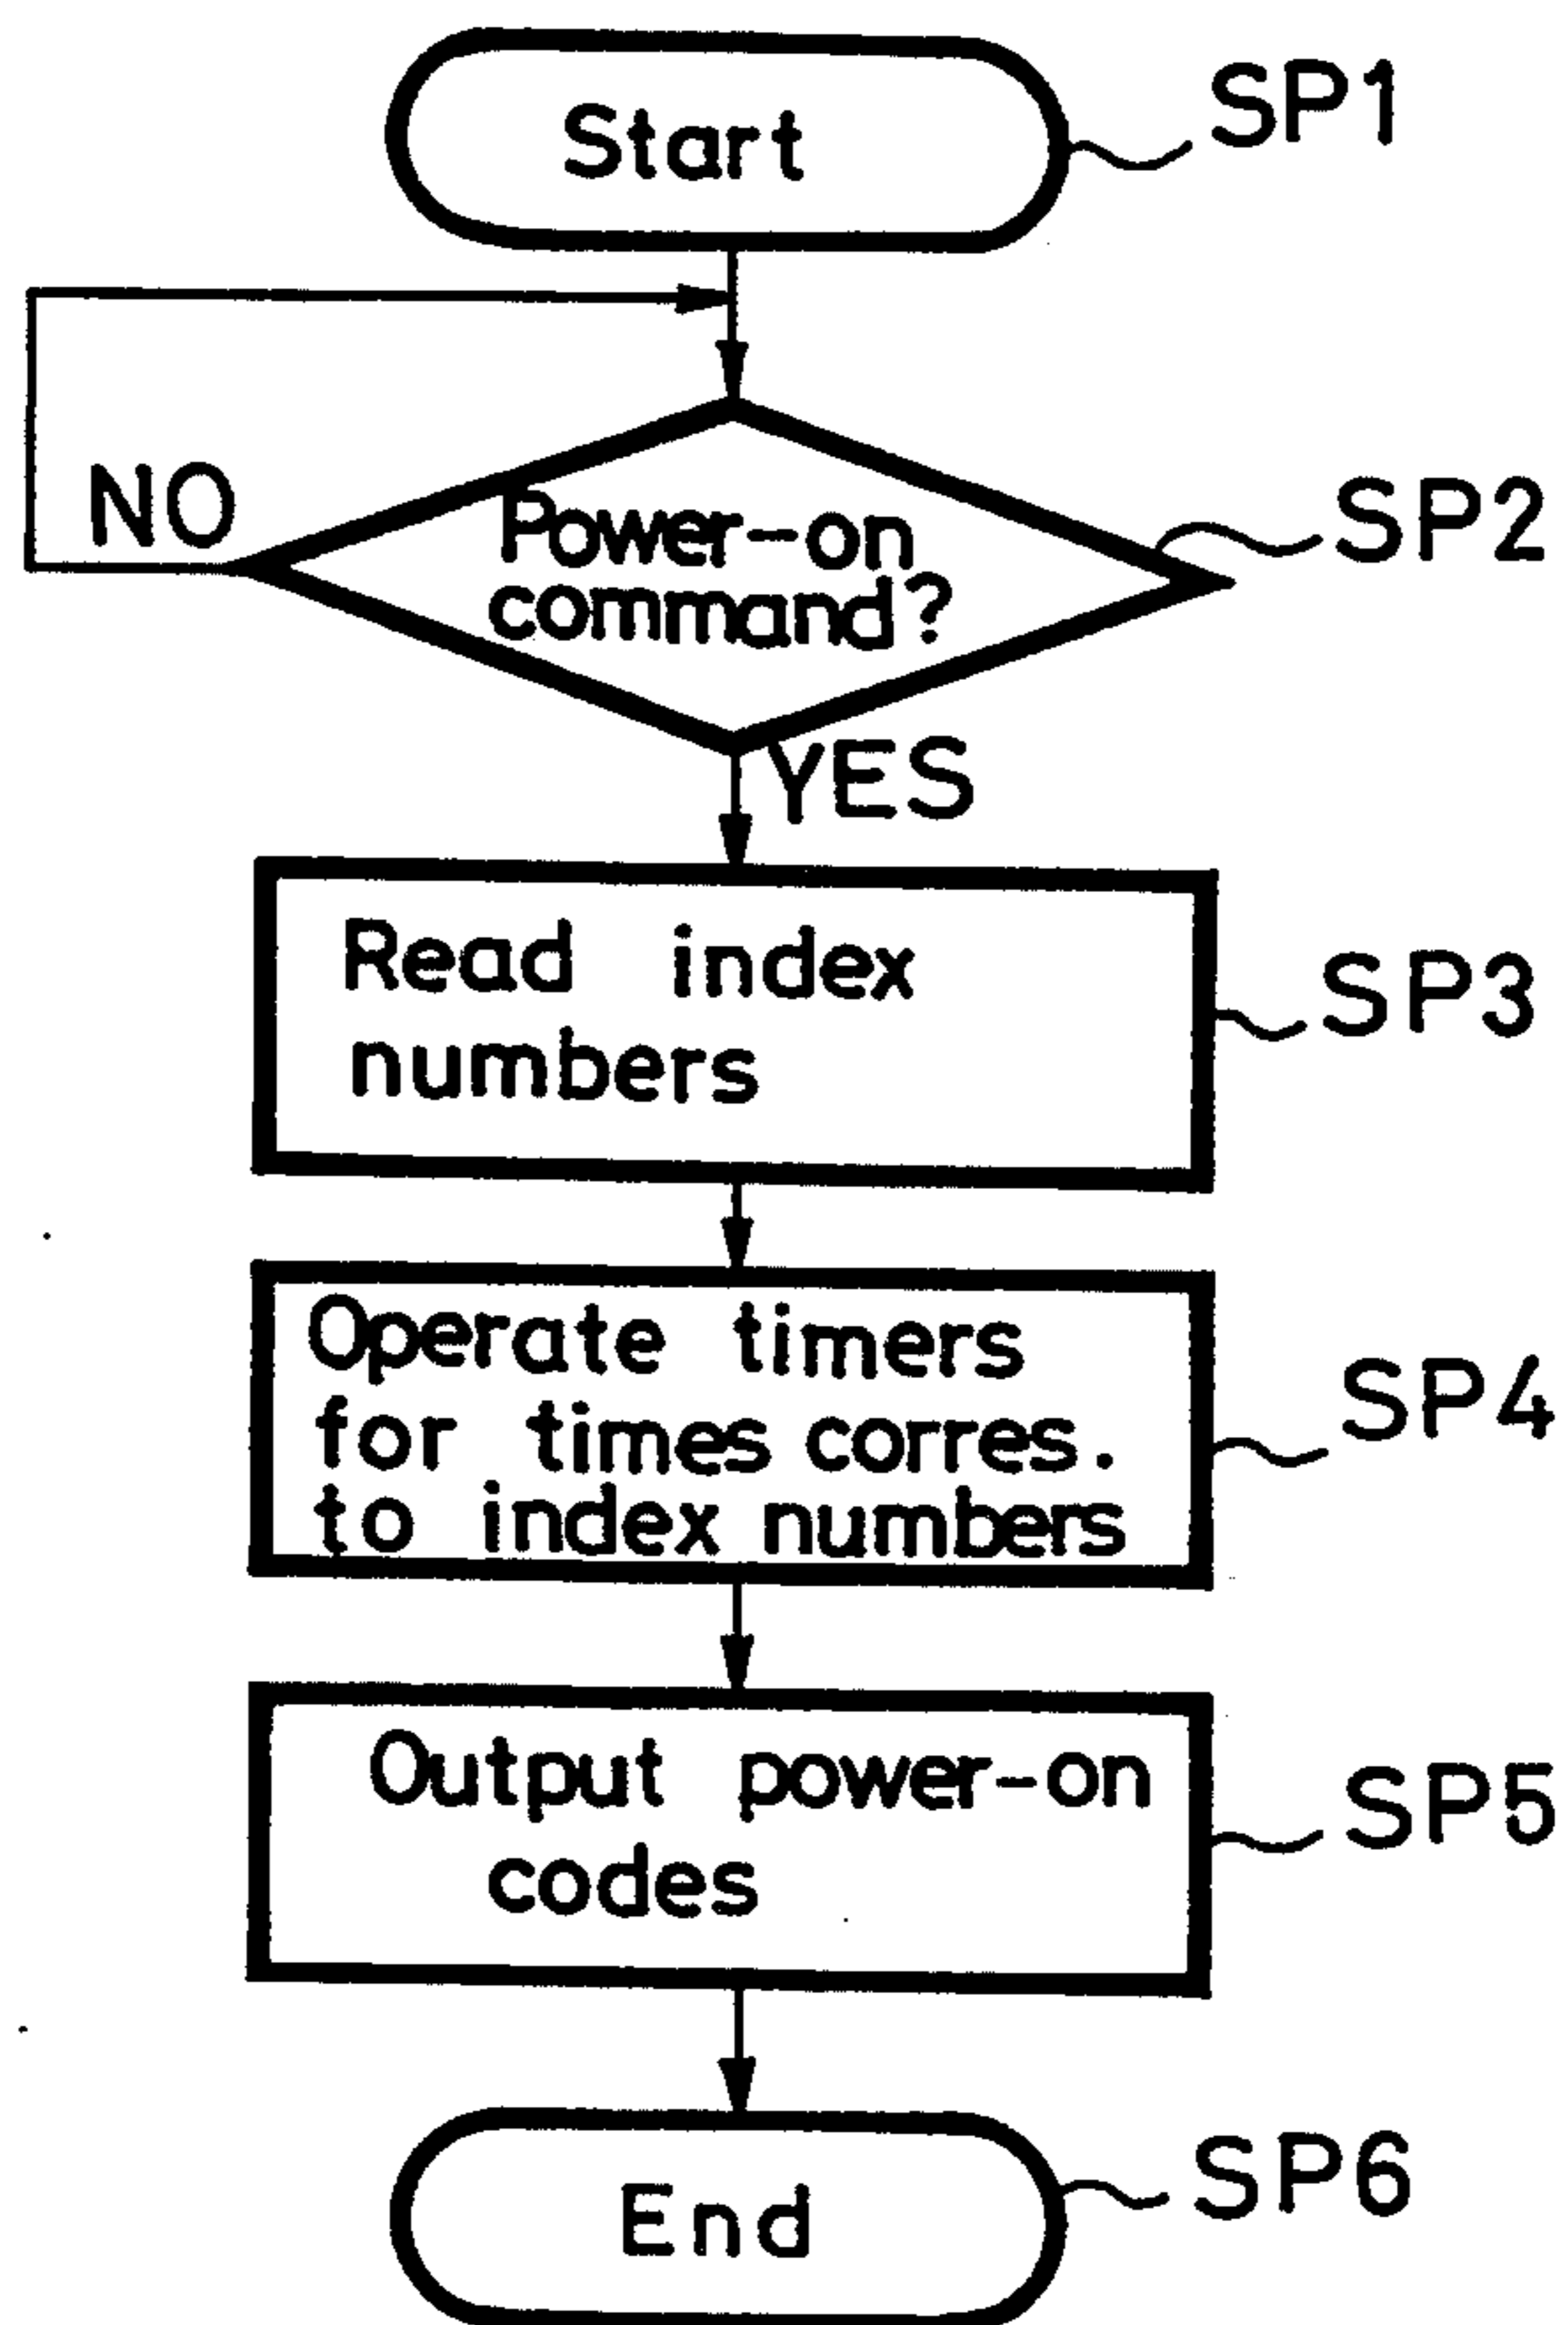 Start
SP1
NO
Power-on
command?
SP2
YES
Read index
numbers
SP3
Operate timers
for times corres.
to index numbers
SP4
Output power-on
codes
SP5
End
SP6